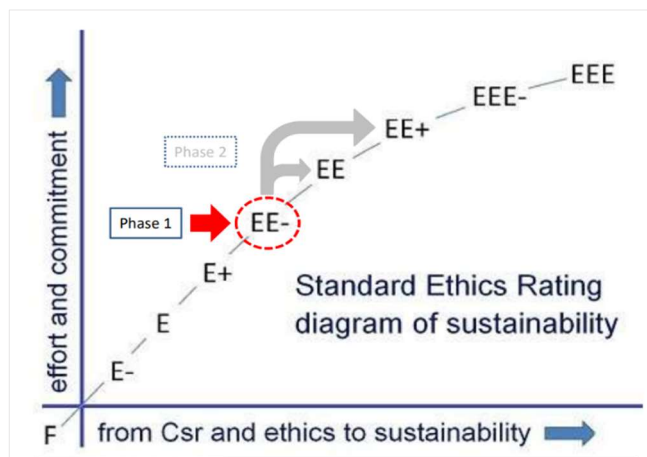 EEE
EEE-
EE+
Phase 2
EE
Phase 1
EE-
E+
Standard Ethics Rating
diagram of sustainability
E
E-
F
effort and commitment
from Csr and ethics to sustainability